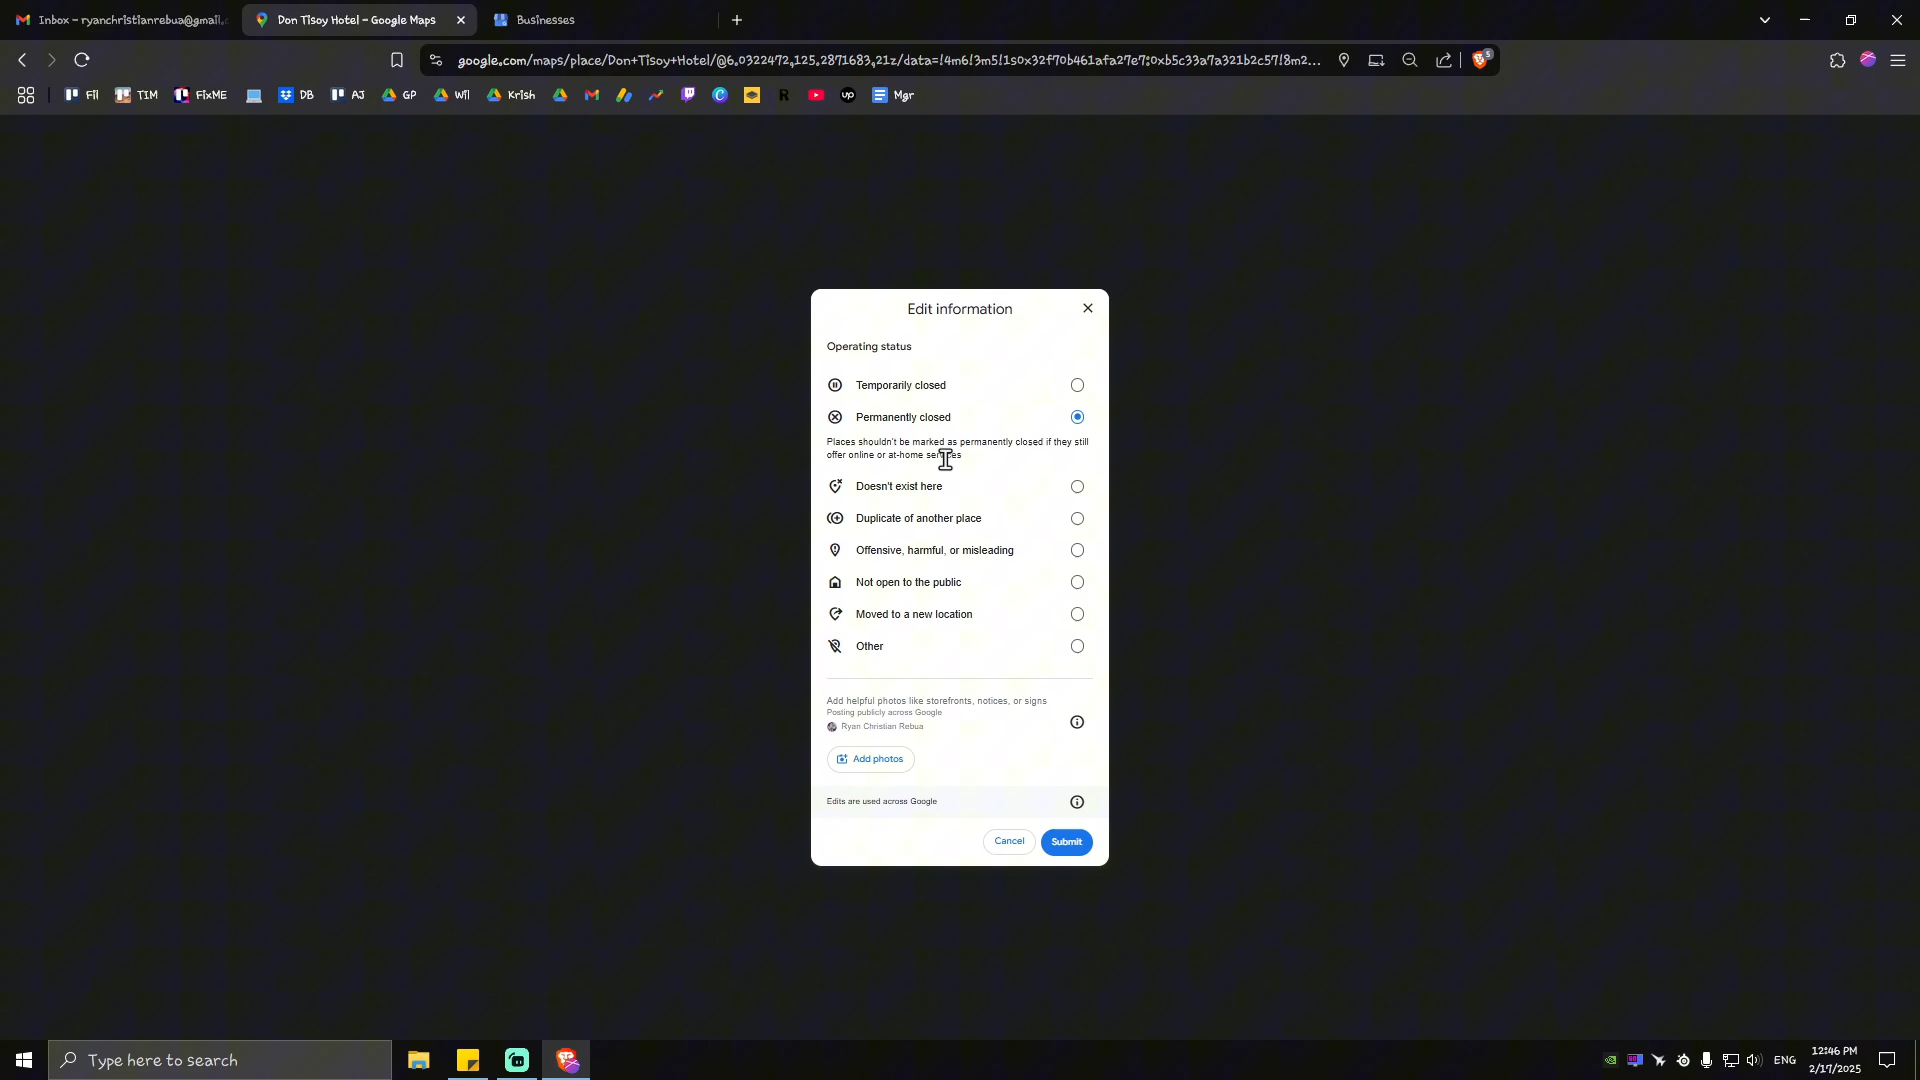 Inbox – ryanchristianrebua@gmail.c
Don Tisoy Hotel – Google Maps
Businesses
google.com/maps/place/Don+Tisoy+Hotel/@6.0322472,125.2871683,21z/data=!4m6!3m5!1s0x32f70b461afa27e7:0xb5c33a7a321b2c57!8m2...
5
Fil
TIM
FixME
DB
AJ
GP
Wil
Krish
R
up
Mgr
Edit information
Operating status
Temporarily closed
Permanently closed
Places shouldn't be marked as permanently closed if they still
offer online or at-home services
Doesn't exist here
Duplicate of another place
Offensive, harmful, or misleading
Not open to the public
Moved to a new location
Other
Add helpful photos like storefronts, notices, or signs
Posting publicly across Google
Ryan Christian Rebua
Add photos
Edits are used across Google
Cancel
Submit
Type here to search
ENG
12:46 PM
2/17/2025